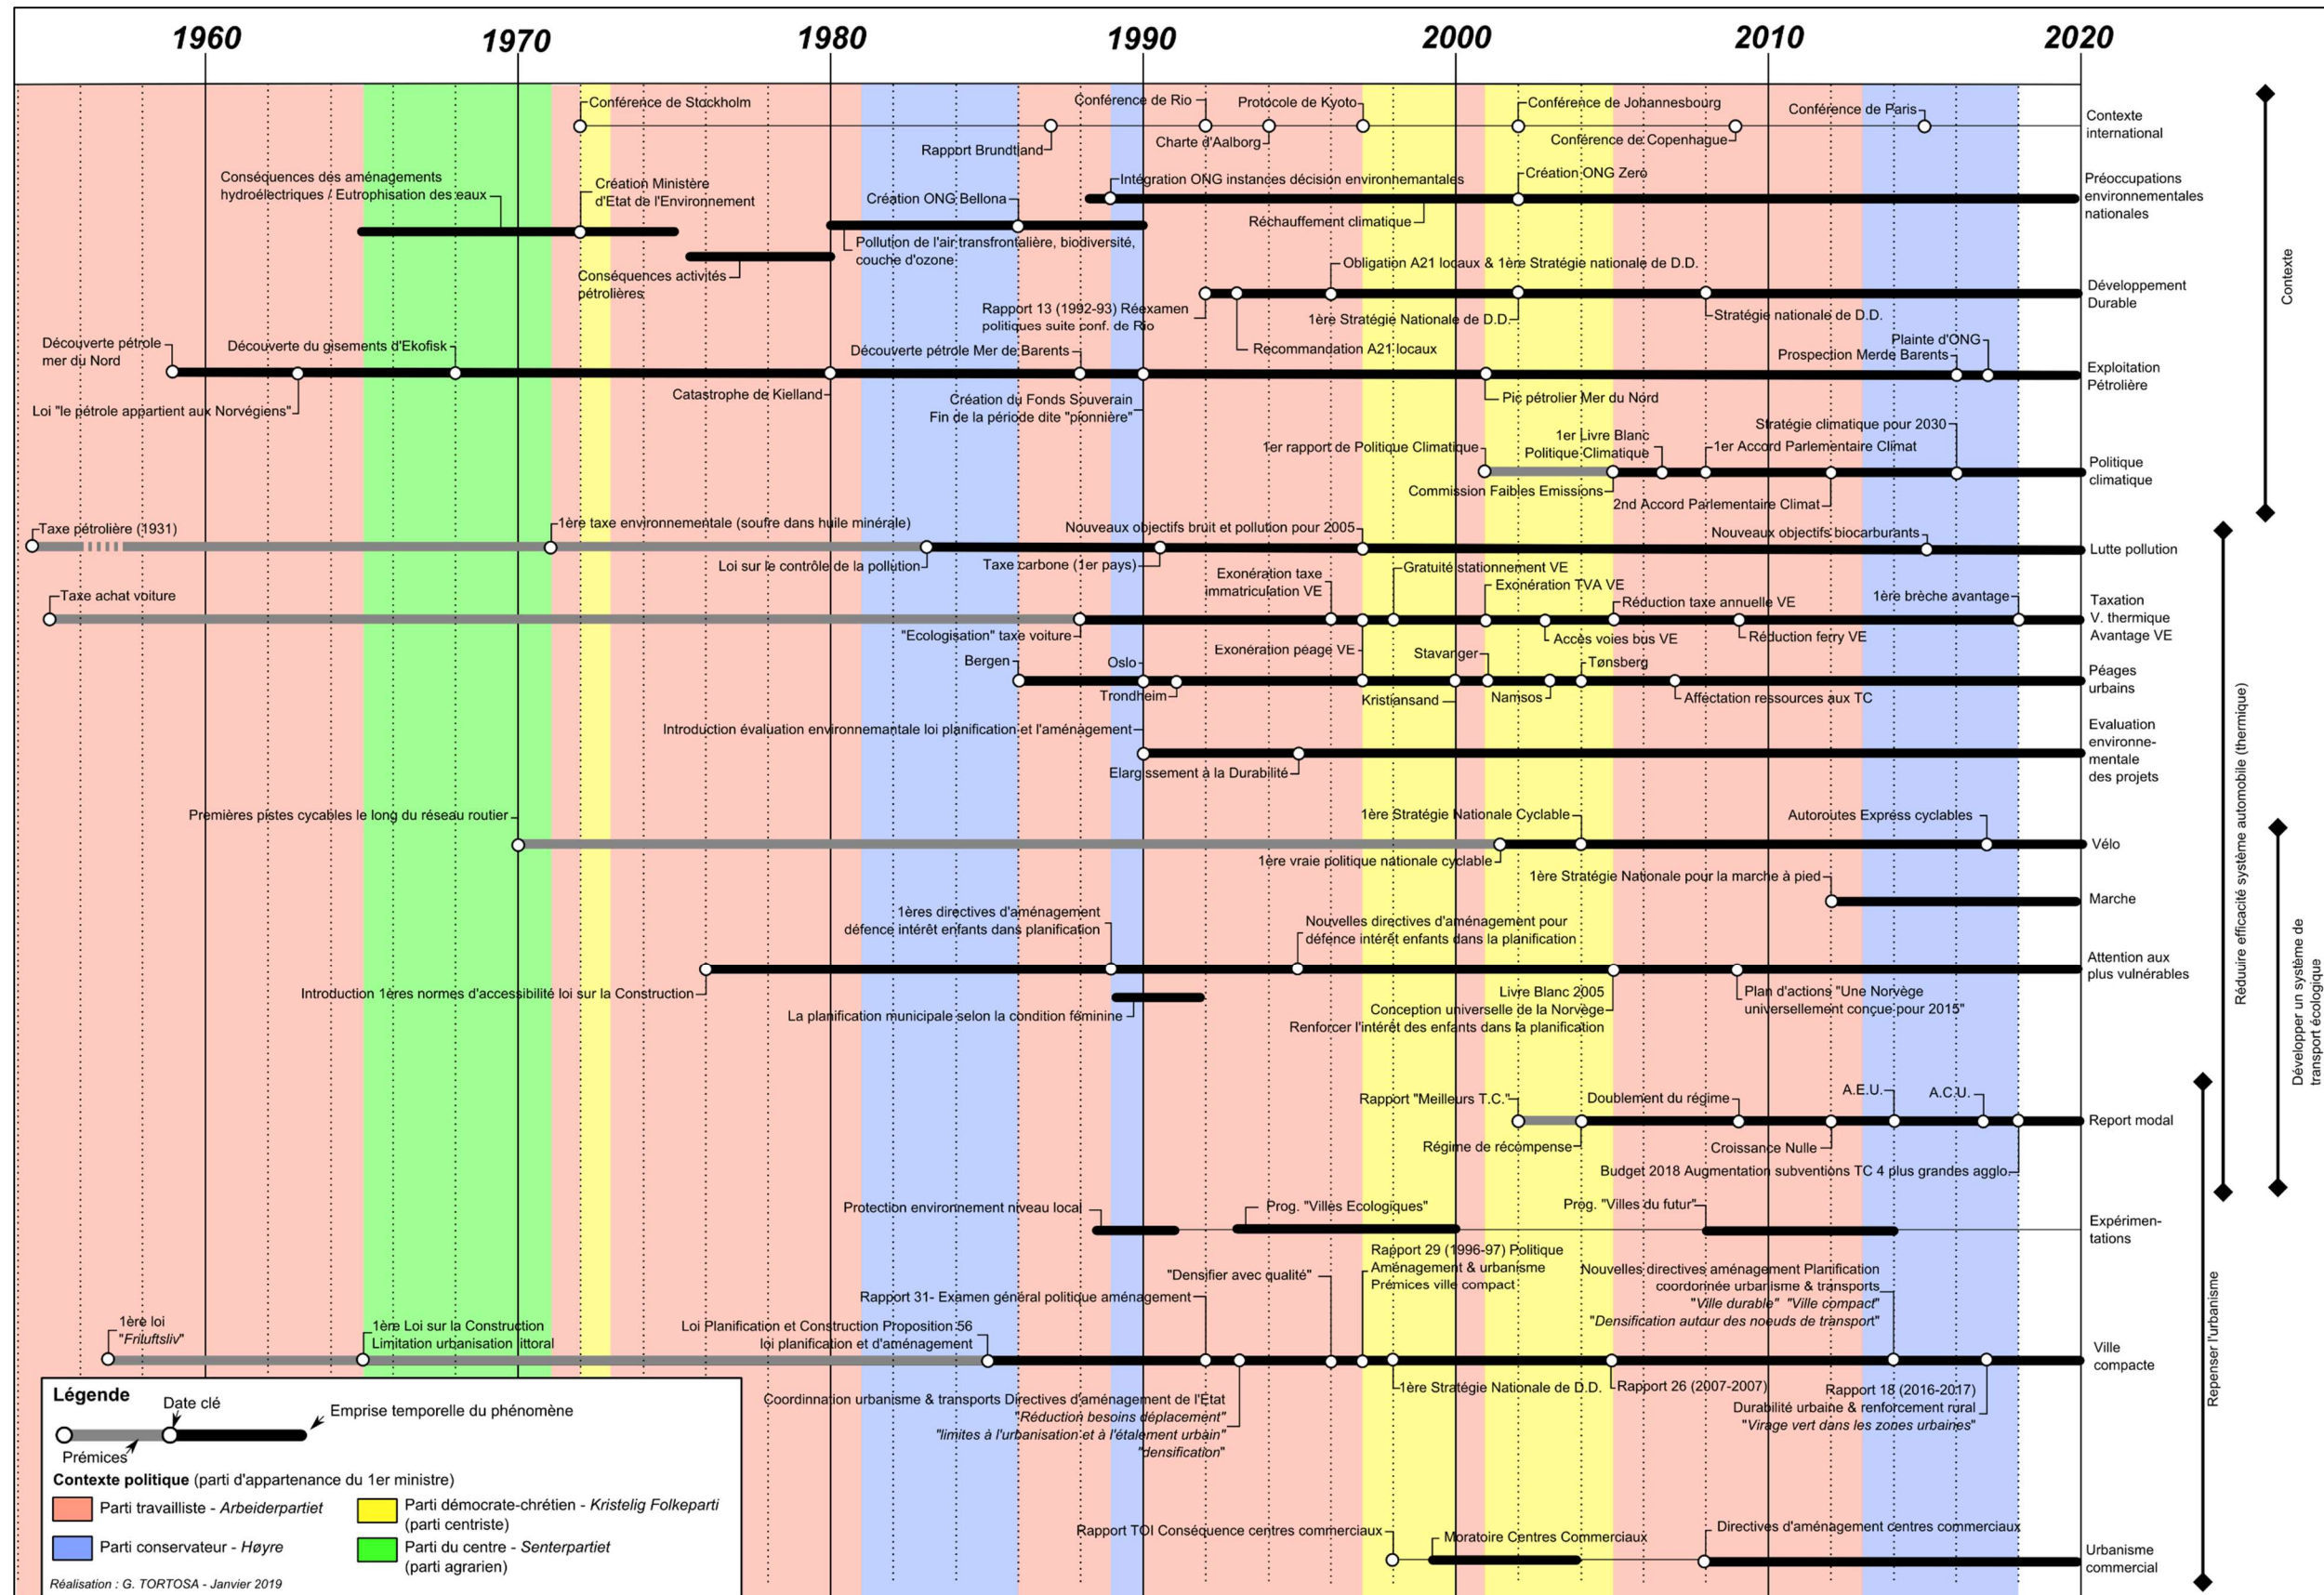 1960
1970
1980
1990
2000
2010
2020
Conférence de Stockholm
Conférence de Rio
Protocole de Kyoto
Conférence de Johannesbourg
Conférence de Paris
Contexte
international
Rapport Brundtland
Charte d'Aalborg
Conférence de Copenhague
Conséquences des aménagements
hydroélectriques / Eutrophisation des eaux
Création Ministère
d'Etat de l'Environnement
Création ONG Bellona
Intégration ONG instances décision environnemantales
Création ONG Zero
Réchauffement climatique
Préoccupations
environnementales
nationales
Pollution de l'air transfrontalière, biodiversité,
couche d'ozone
Conséquences activités
pétrolières
Obligation A21 locaux & 1ère Stratégie nationale de D.D.
Développement
Durable
Rapport 13 (1992-93) Réexamen
politiques suite conf. de Rio
1ère Stratégie Nationale de D.D.
Stratégie nationale de D.D.
Recommandation A21 locaux
Découverte pétrole
mer du Nord
Découverte du gisements d'Ekofisk
Découverte pétrole Mer de Barents
Plainte d'ONG
Prospection Merde Barents
Exploitation
Pétrolière
Loi "le pétrole appartient aux Norvégiens"
Catastrophe de Kielland
Création du Fonds Souverain
Fin de la période dite "pionnière"
Pic pétrolier Mer du Nord
1er rapport de Politique Climatique
1er Livre Blanc
Politique Climatique
Stratégie climatique pour 2030
1er Accord Parlementaire Climat
Politique
climatique
Commission Faibles Emissions
2nd Accord Parlementaire Climat
Taxe pétrolière (1931)
1ère taxe environnementale (soufre dans huile minérale)
Nouveaux objectifs bruit et pollution pour 2005
Nouveaux objectifs biocarburants
Lutte pollution
Loi sur le contrôle de la pollution
Taxe carbone (1er pays)
Taxe achat voiture
Exonération taxe
immatriculation VE
Gratuité stationnement VE
Exonération TVA VE
Réduction taxe annuelle VE
1ère brèche avantage
Taxation
V. thermique
Avantage VE
"Ecologisation" taxe voiture
Exonération péage VE
Accès voies bus VE
Réduction ferry VE
Bergen
Oslo
Trondheim
Stavanger
Tønsberg
Kristiansand
Namsos
Afféctation ressources aux TC
Péages
urbains
Introduction évaluation environemantale loi planification et l'aménagement
Elargissement à la Durabilité
Evaluation
environne-
mentale
des projets
Premières pistes cycables le long du réseau routier
1ère Stratégie Nationale Cyclable
Autoroutes Express cyclables
Vélo
1ère vraie politique nationale cyclable
1ère Stratégie Nationale pour la marche à pied
Marche
1ères directives d'aménagement
défence intérêt enfants dans planification
Nouvelles directives d'aménagement pour
défence intérêt enfants dans la planification
Attention aux
plus vulnérables
Introduction 1ères normes d'accessibilité loi sur la Construction
La planification municipale selon la condition féminine
Livre Blanc 2005
Conception universelle de la Norvège
Renforcer l'intérêt des enfants dans la planification
Plan d'actions "Une Norvège
universellement conçue pour 2015"
Rapport "Meilleurs T.C."
Doublement du régime
A.E.U.
A.C.U.
Report modal
Régime de récompense
Croissance Nulle
Budget 2018 Augmentation subventions TC 4 plus grandes agglo.
Protection environnement niveau local
Prog. "Villes Ecologiques"
Prog. "Villes du futur"
Expérimen-
tations
"Densifier avec qualité"
Rapport 29 (1996-97) Politique
Aménagement & urbanisme
Prémices ville compact
Nouvelles directives aménagement Planification
coordonnée urbanisme & transports
"Ville durable" "Ville compact"
"Densification autour des noeuds de transport"
Rapport 31- Examen général politique aménagement
1ère loi
"Friluftsliv"
1ère Loi sur la Construction
Limitation urbanisation littoral
Loi Planification et Construction Proposition 56
loi planification et d'aménagement
Ville
compacte
1ère Stratégie Nationale de D.D.
Rapport 26 (2007-2007)
Rapport 18 (2016-2017)
Durabilité urbaine & renforcement rural
"Virage vert dans les zones urbaines"
Coordinnation urbanisme & transports Directives d'aménagement de l'État
"Réduction besoins déplacement"
"limites à l'urbanisation et à l'étalement urbain"
"densification"
Rapport TOI Conséquence centres commerciaux
Moratoire Centres Commerciaux
Directives d'aménagement centres commerciaux
Urbanisme
commercial
Contexte
Réduuire efficacité système automobile (thermique)
Développer un système de
transport écologique
Repenser l'urbanisme
Légende
Date clé
Emprise temporelle du phénomène
Prémices
Contexte politique (parti d'appartenance du 1er ministre)
Parti travailliste - Arbeiderpartiet
Parti démocrate-chrétien - Kristelig Folkeparti
(parti centriste)
Parti conservateur - Høyre
Parti du centre - Senterpartiet
(parti agrarien)
Réalisation : G. TORTOSA - Janvier 2019